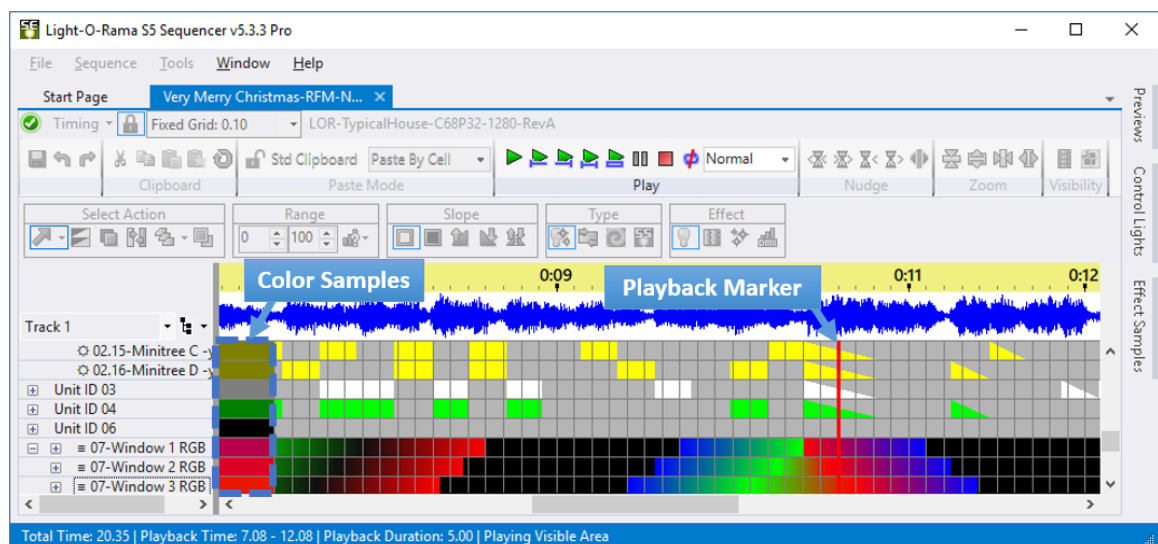 Light-O-Rama S5 Sequencer v5.3.3 Pro
File Sequence Tools Window Help
Start Page Very Merry Christmas-RFM-N...
Timing Fixed Grid: 0.10 LOR-TypicalHouse-C68P32-1280-RevA
Std Clipboard Paste By Cell Normal
Clipboard Paste Mode Play Nudge Zoom Visibility
Select Action Range Slope Type Effect
0 100
Previews
Control Lights
Effect Samples
0:09 0:11 0:12
Color Samples
Playback Marker
Track 1
02.15-Minitree C -y
02.16-Minitree D -y
Unit ID 03
Unit ID 04
Unit ID 06
07-Window 1 RGB
07-Window 2 RGB
07-Window 3 RGB
Total Time: 20.35 | Playback Time: 7.08 - 12.08 | Playback Duration: 5.00 | Playing Visible Area